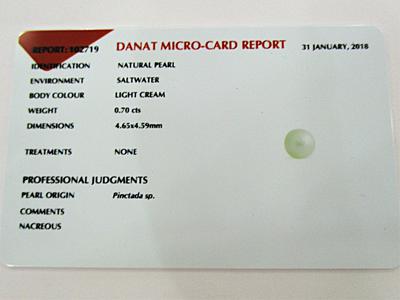 REPORT: 102719 DANAT MICRO-CARD REPORT 31 JANUARY, 2018
IDENTIFICATION NATURAL PEARL
ENVIRONMENT SALTWATER
BODY COLOUR LIGHT CREAM
WEIGHT 0.70 cts
DIMENSIONS 4.65x4.59mm
TREATMENTS NONE
PROFESSIONAL JUDGMENTS
PEARL ORIGIN Pinctada sp.
COMMENTS
NACREOUS